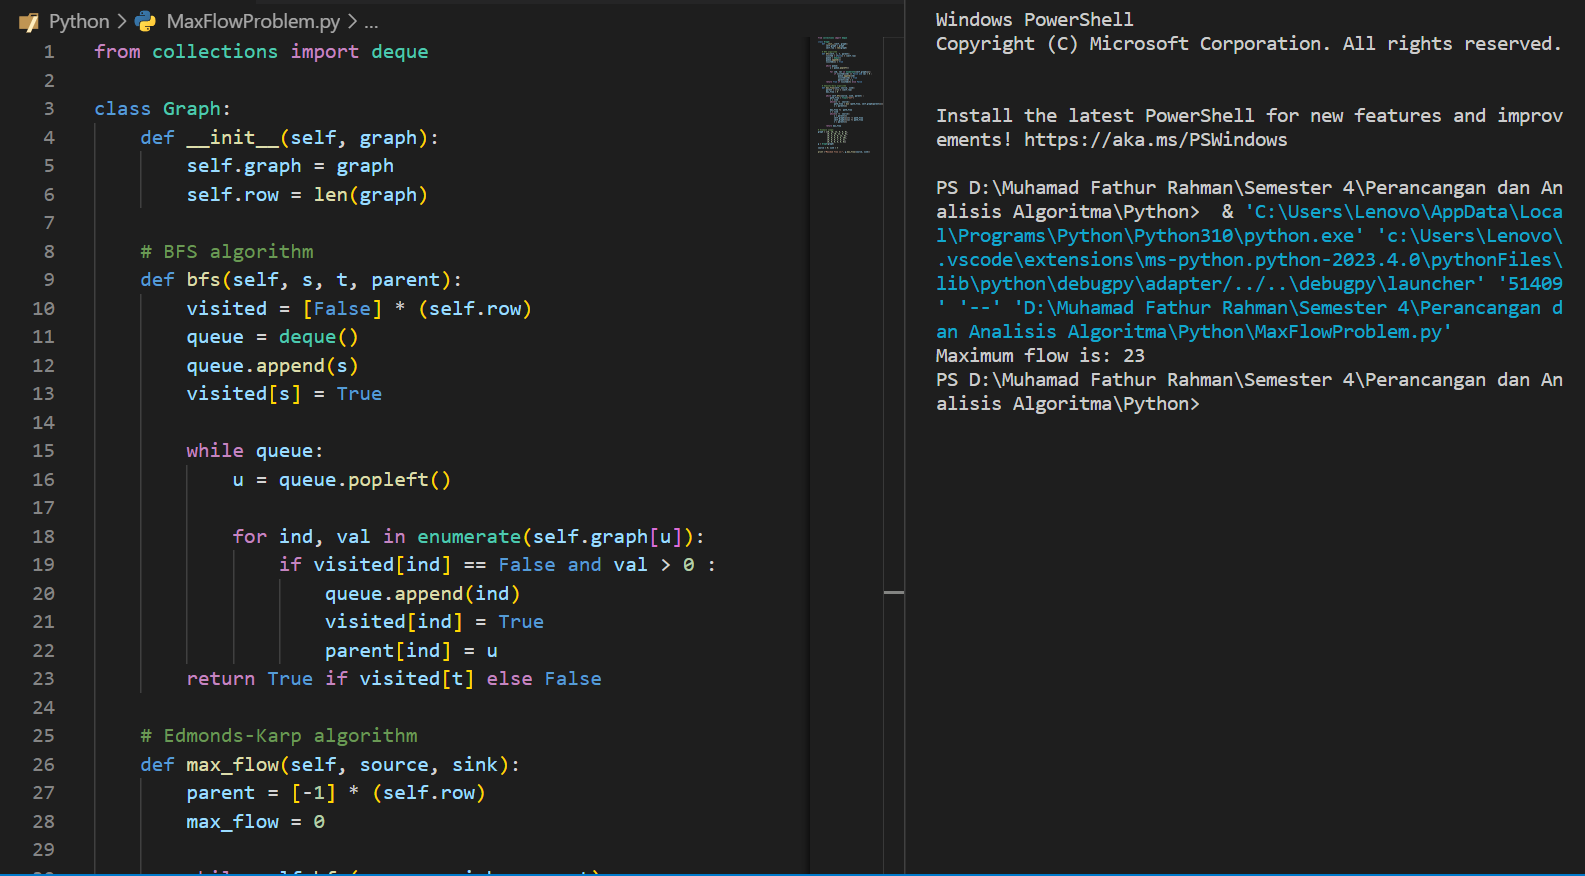 Python > MaxFlowProblem.py > ...
1 from collections import deque
2
3 class Graph:
4 def __init__(self, graph):
5 self.graph = graph
6 self.row = len(graph)
7
8 # BFS algorithm
9 def bfs(self, s, t, parent):
10 visited = [False] * (self.row)
11 queue = deque()
12 queue.append(s)
13 visited[s] = True
14
15 while queue:
16 u = queue.popleft()
17
18 for ind, val in enumerate(self.graph[u]):
19 if visited[ind] == False and val > 0 :
20 queue.append(ind)
21 visited[ind] = True
22 parent[ind] = u
23 return True if visited[t] else False
24
25 # Edmonds-Karp algorithm
26 def max_flow(self, source, sink):
27 parent = [-1] * (self.row)
28 max_flow = 0
29
Windows PowerShell
Copyright (C) Microsoft Corporation. All rights reserved.
Install the latest PowerShell for new features and improv
ements! https://aka.ms/PSWindows
PS D:\Muhamad Fathur Rahman\Semester 4\Perancangan dan An
alisis Algoritma\Python>  & 'C:\Users\Lenovo\AppData\Loca
l\Programs\Python\Python310\python.exe' 'c:\Users\Lenovo\
.vscode\extensions\ms-python.python-2023.4.0\pythonFiles\
lib\python\debugpy\adapter/../..\debugpy\launcher' '51409
' '--' 'D:\Muhamad Fathur Rahman\Semester 4\Perancangan d
an Analisis Algoritma\Python\MaxFlowProblem.py'
Maximum flow is: 23
PS D:\Muhamad Fathur Rahman\Semester 4\Perancangan dan An
alisis Algoritma\Python>